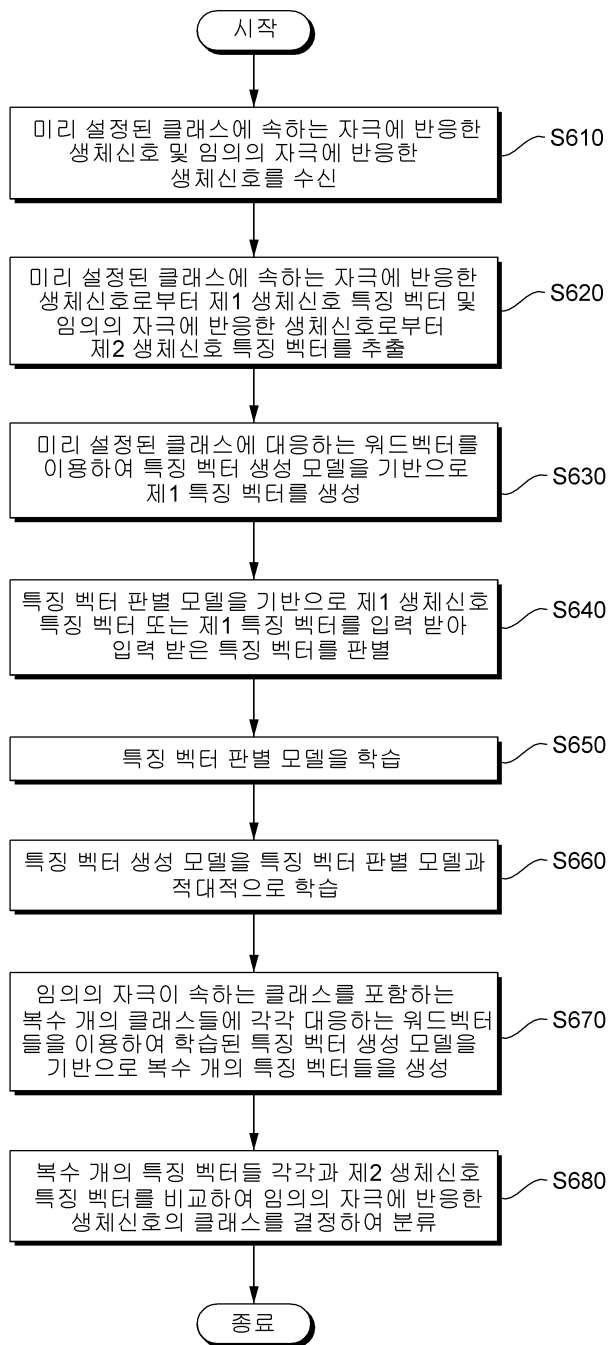 시작
미리 설정된 클래스에 속하는 자극에 반응한
생체신호 및 임의의 자극에 반응한
생체신호를 수신
S610
미리 설정된 클래스에 속하는 자극에 반응한
생체신호로부터 제1 생체신호 특징 벡터 및
임의의 자극에 반응한 생체신호로부터
제2 생체신호 특징 벡터를 추출
S620
미리 설정된 클래스에 대응하는 워드벡터를
이용하여 특징 벡터 생성 모델을 기반으로
제1 특징 벡터를 생성
S630
특징 벡터 판별 모델을 기반으로 제1 생체신호
특징 벡터 또는 제1 특징 벡터를 입력 받아
입력 받은 특징 벡터를 판별
S640
특징 벡터 판별 모델을 학습
S650
특징 벡터 생성 모델을 특징 벡터 판별 모델과
적대적으로 학습
S660
임의의 자극이 속하는 클래스를 포함하는
복수 개의 클래스들에 각각 대응하는 워드벡터
들을 이용하여 학습된 특징 벡터 생성 모델을
기반으로 복수 개의 특징 벡터들을 생성
S670
복수 개의 특징 벡터들 각각과 제2 생체신호
특징 벡터를 비교하여 임의의 자극에 반응한
생체신호의 클래스를 결정하여 분류
S680
종료